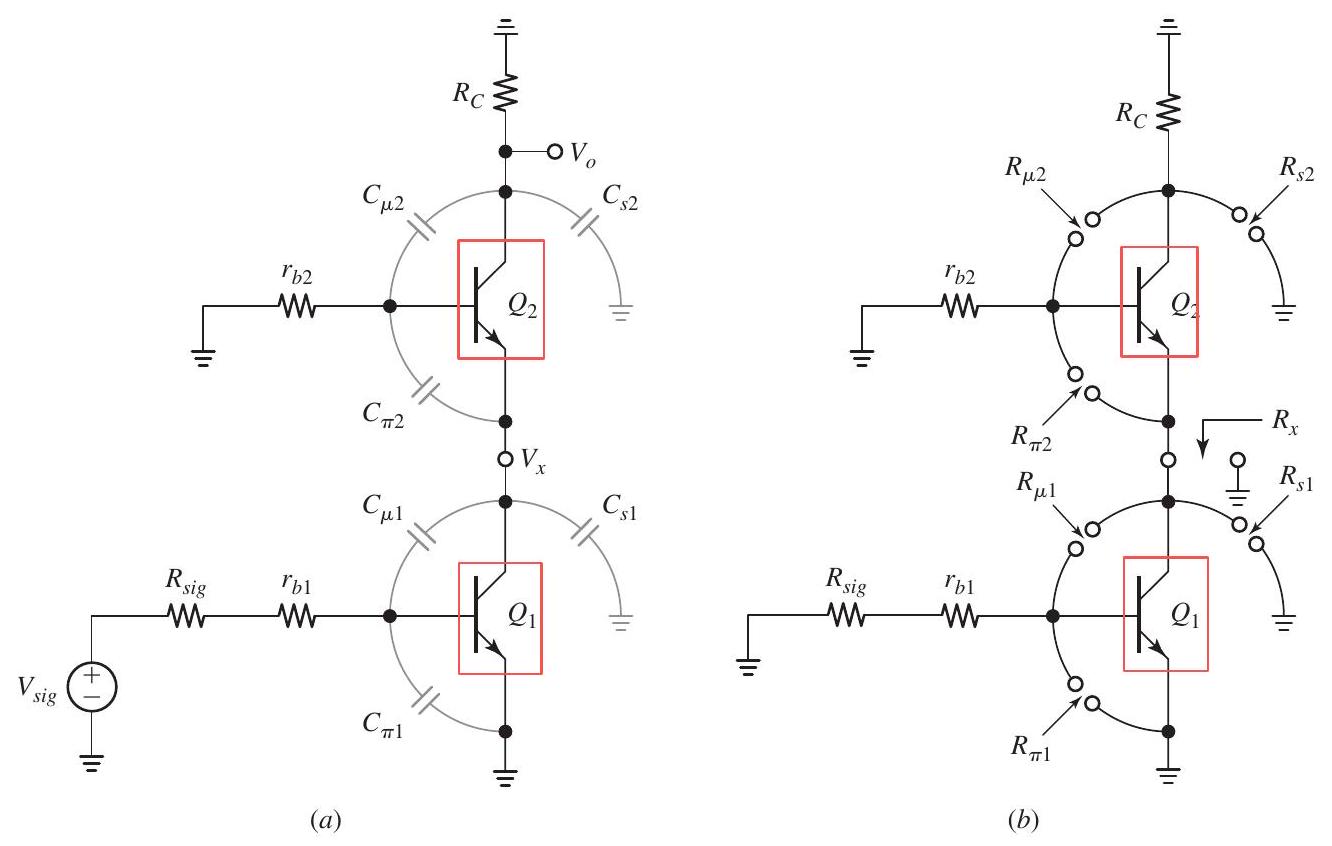 R_C
V_o
C_μ2
C_s2
r_b2
Q_2
C_π2
V_x
C_μ1
C_s1
R_sig
r_b1
Q_1
V_sig
+
−
C_π1
(a)
R_C
R_μ2
R_s2
r_b2
Q_2
R_π2
R_x
R_μ1
R_s1
R_sig
r_b1
Q_1
R_π1
(b)